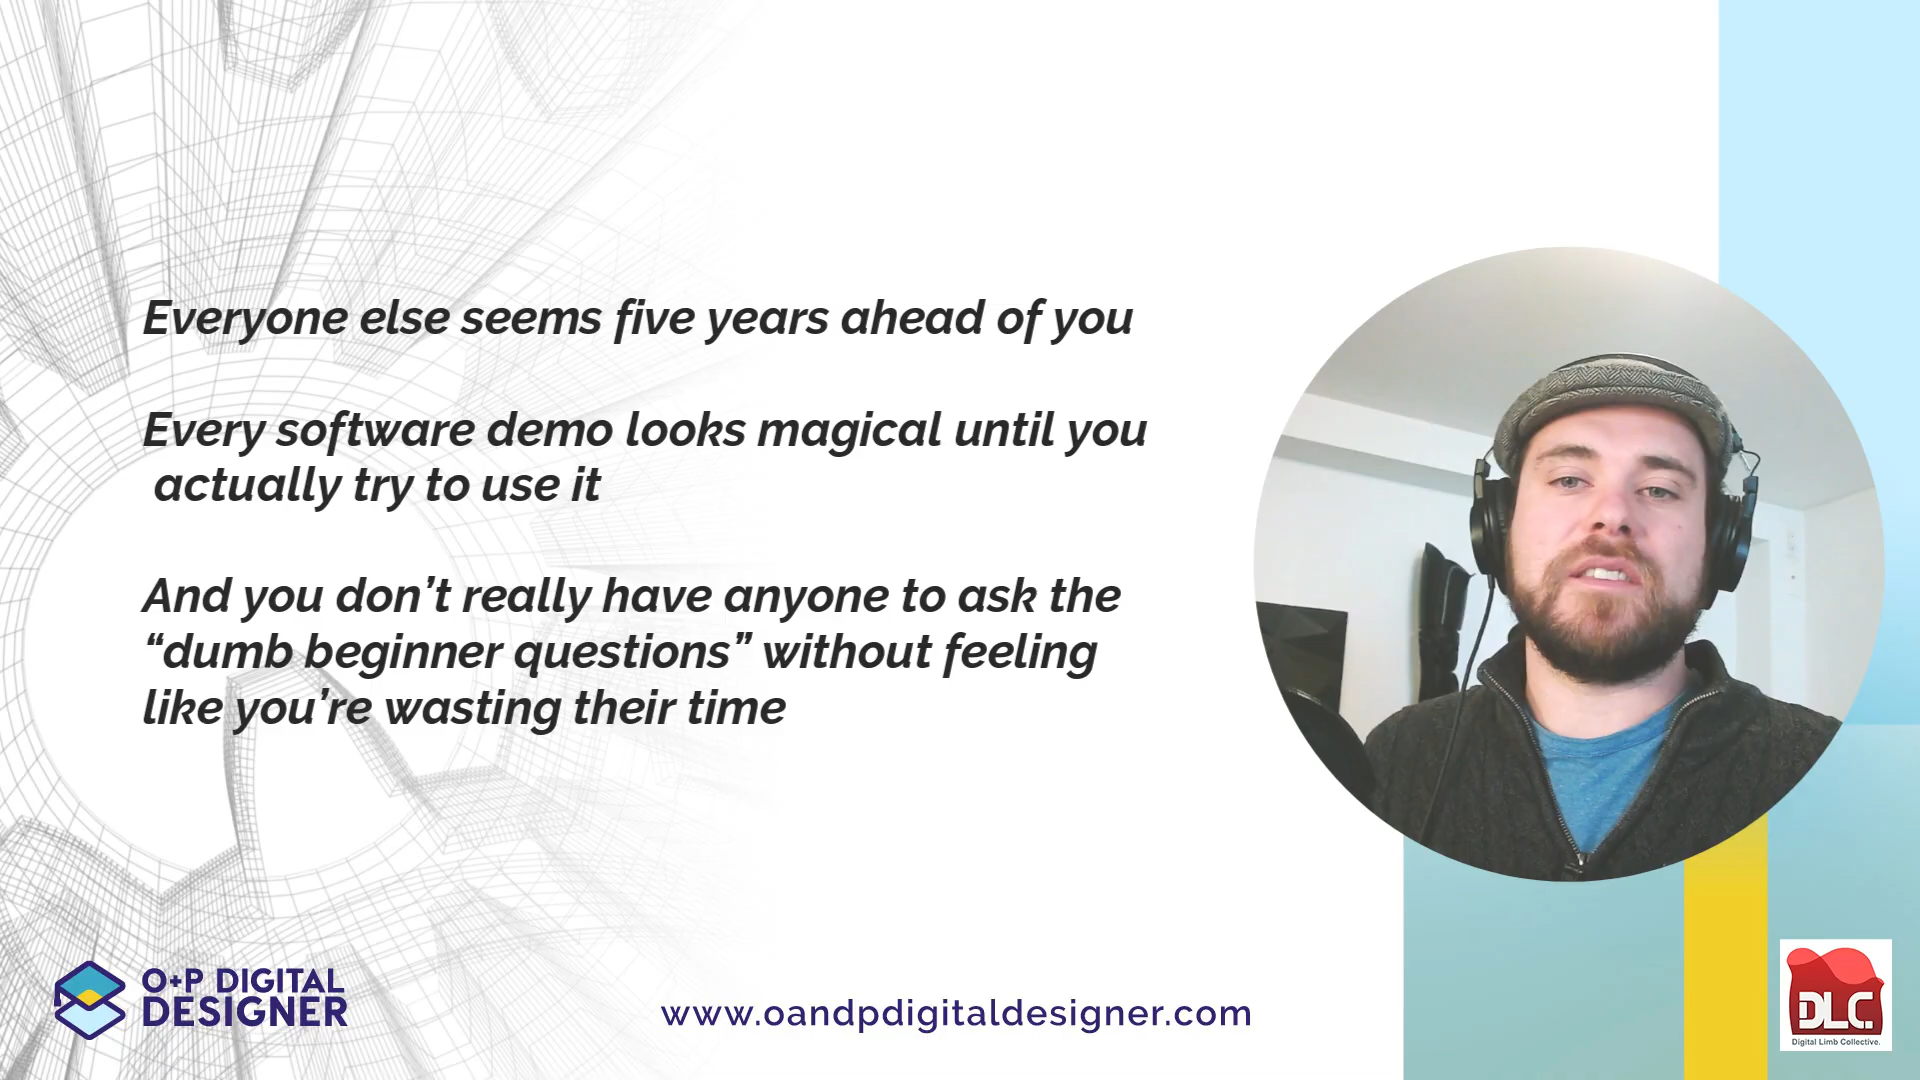 Everyone else seems five years ahead of you
Every software demo looks magical until you
actually try to use it
And you don’t really have anyone to ask the
“dumb beginner questions” without feeling
like you’re wasting their time
O+P DIGITAL
DESIGNER
www.oandpdigitaldesigner.com
DLC.
Digital Limb Collective.